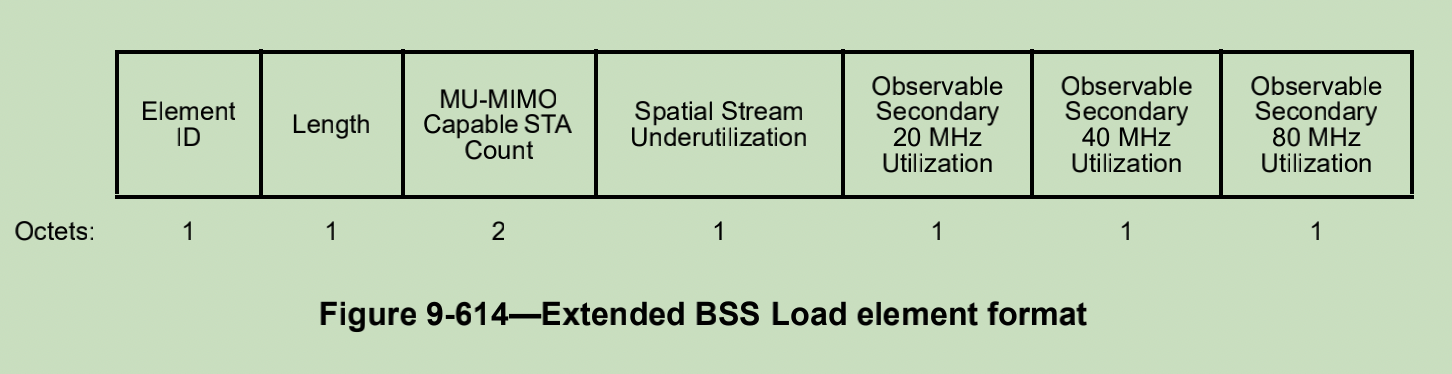 Element
ID
Length
MU-MIMO
Capable STA
Count
Spatial Stream
Underutilization
Observable
Secondary
20 MHz
Utilization
Observable
Secondary
40 MHz
Utilization
Observable
Secondary
80 MHz
Utilization
Octets: 1 1 2 1 1 1 1
Figure 9-614—Extended BSS Load element format